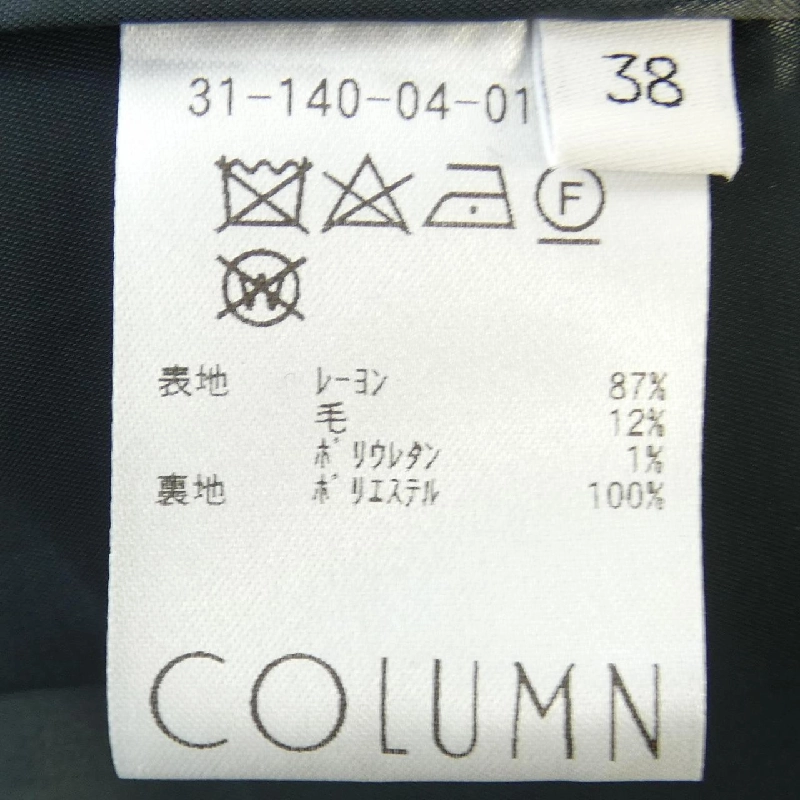 31-140-04-01
38
F
W
表地 ﾚｰﾖﾝ 87%
毛 12%
ﾎﾟﾘｳﾚﾀﾝ 1%
裏地 ﾎﾟﾘｴｽﾃﾙ 100%
COLUMN